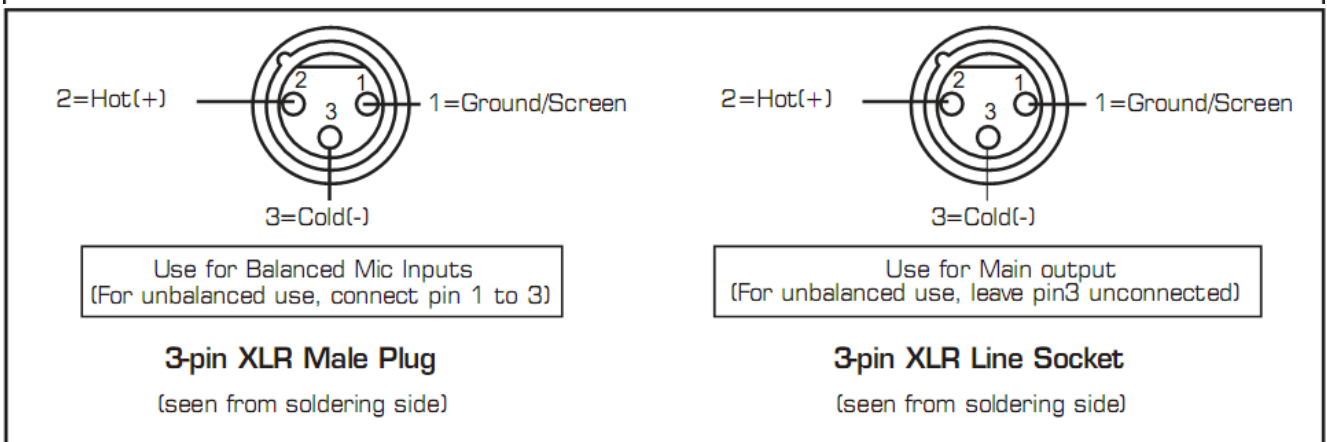 2 1
2=Hot(+)
3
1=Ground/Screen
3=Cold(-)
Use for Balanced Mic Inputs
(For unbalanced use, connect pin 1 to 3)
3-pin XLR Male Plug
(seen from soldering side)
2 1
2=Hot(+)
3
1=Ground/Screen
3=Cold(-)
Use for Main output
(For unbalanced use, leave pin3 unconnected)
3-pin XLR Line Socket
(seen from soldering side)